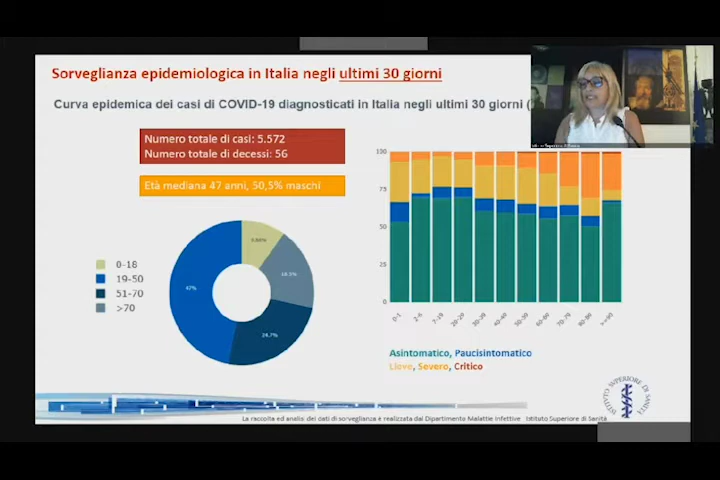 Sorveglianza epidemiologica in Italia negli ultimi 30 giorni
Curva epidemica dei casi di COVID-19 diagnosticati in Italia negli ultimi 30 giorni (
Numero totale di casi: 5.572
Numero totale di decessi: 56
Età mediana 47 anni, 50,5% maschi
0-18
19-50
51-70
>70
47%
24,7%
100
75
50
25
0
0-1
2-6
7-19
20-29
30-39
40-49
50-59
60-69
70-79
80-89
>=90
Asintomatico, Paucisintomatico
Lieve, Severo, Critico
ISTITUTO SUPERIORE DI SANITÀ
La raccolta ed analisi dei dati di sorveglianza è realizzata dal Dipartimento Malattie Infettive Istituto Superiore di Sanità